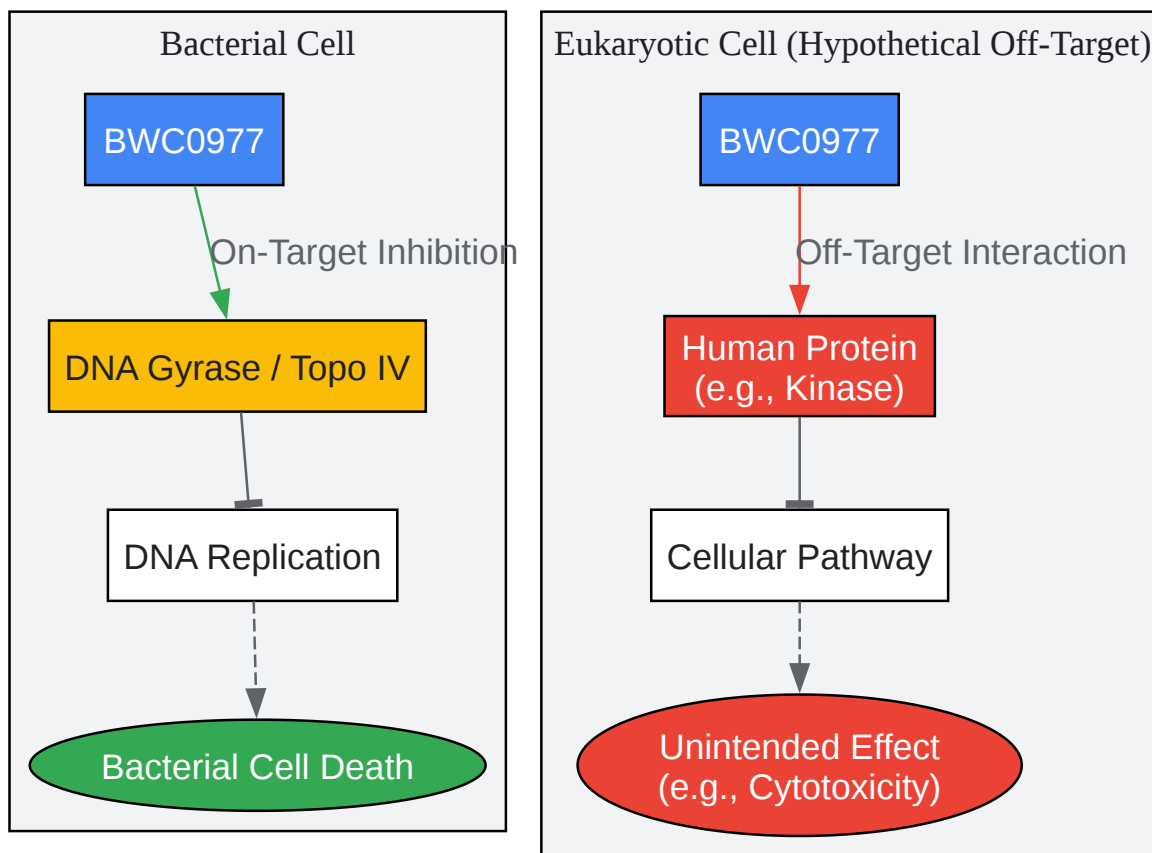 Bacterial Cell
BWC0977
On-Target Inhibition
DNA Gyrase / Topo IV
DNA Replication
Bacterial Cell Death
Eukaryotic Cell (Hypothetical Off-Target)
BWC0977
Off-Target Interaction
Human Protein
(e.g., Kinase)
Cellular Pathway
Unintended Effect
(e.g., Cytotoxicity)